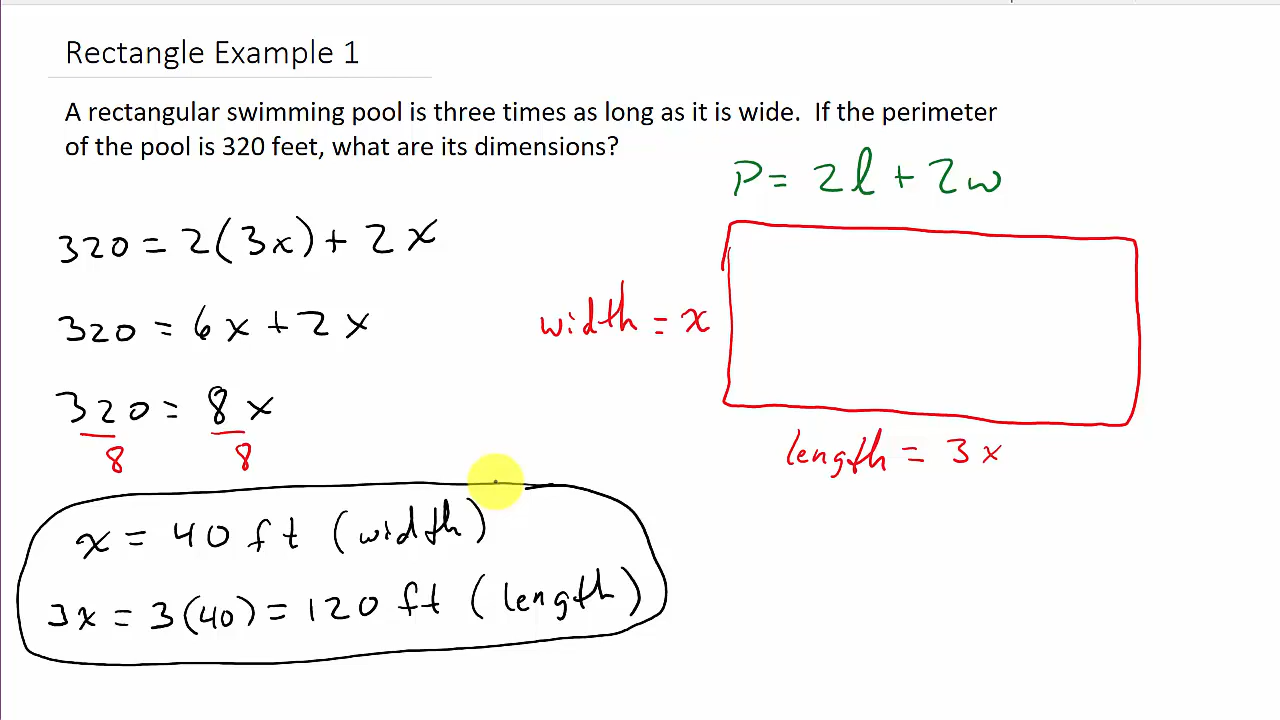 Rectangle Example 1
A rectangular swimming pool is three times as long as it is wide. If the perimeter
of the pool is 320 feet, what are its dimensions?
P = 2l + 2w
320 = 2(3x) + 2x
320 = 6x + 2x
320 = 8x
8 8
x = 40 ft (width)
3x = 3(40) = 120 ft (length)
width = x
length = 3x